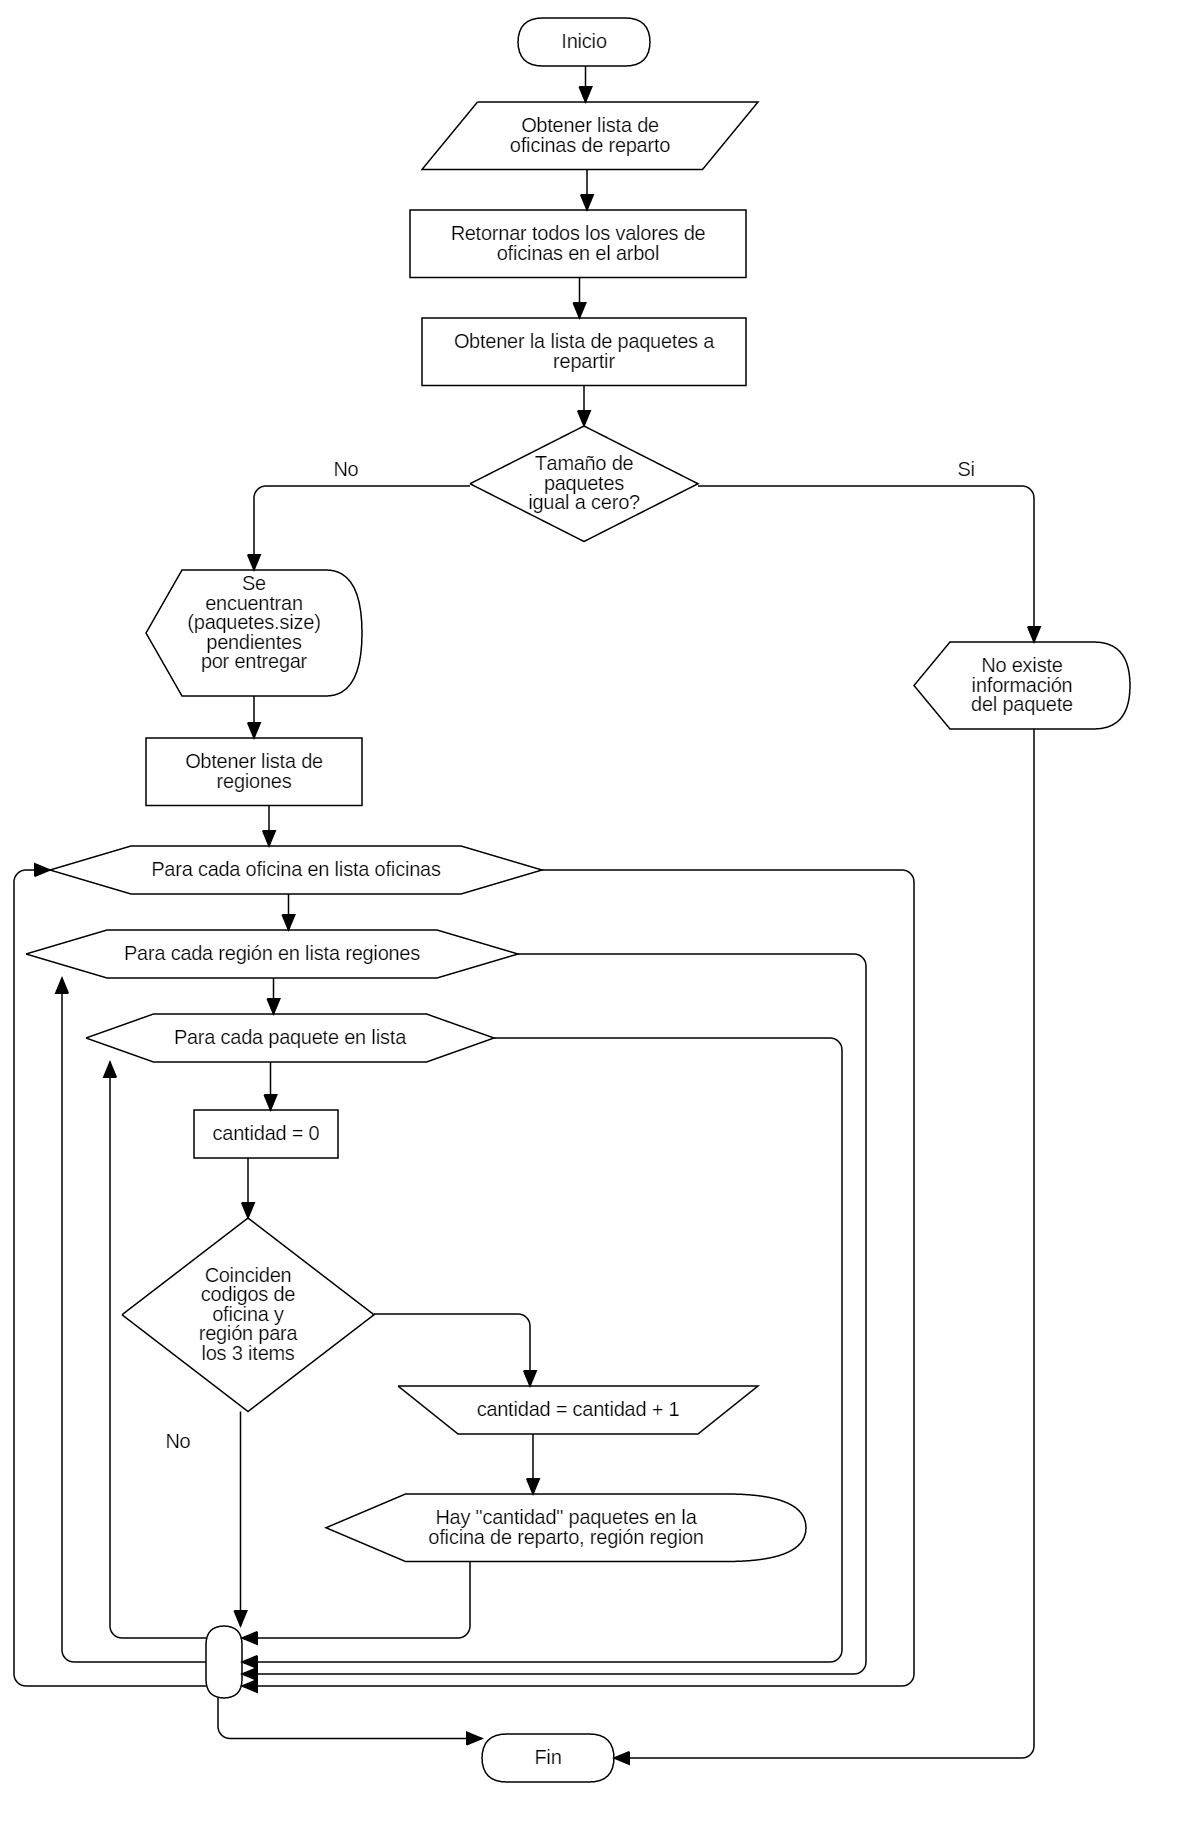 Inicio
Obtener lista de
oficinas de reparto
Retornar todos los valores de
oficinas en el arbol
Obtener la lista de paquetes a
repartir
Tamaño de
paquetes
igual a cero?
No
Si
Se
encuentran
(paquetes.size)
pendientes
por entregar
No existe
información
del paquete
Obtener lista de
regiones
Para cada oficina en lista oficinas
Para cada región en lista regiones
Para cada paquete en lista
cantidad = 0
Coinciden
codigos de
oficina y
región para
los 3 items
cantidad = cantidad + 1
No
Hay "cantidad" paquetes en la
oficina de reparto, región region
Fin